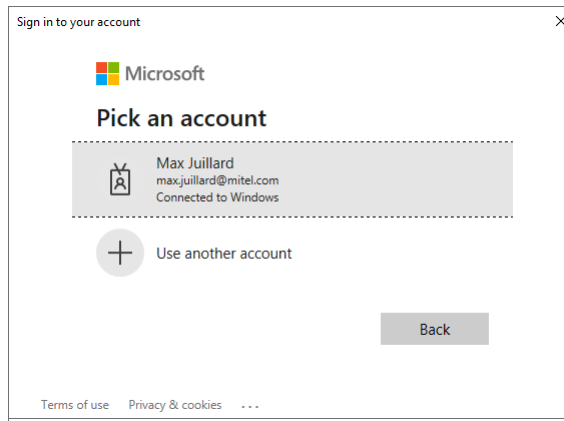 Sign in to your account
Microsoft
Pick an account
Max Juillard
max.juillard@mitel.com
Connected to Windows
Use another account
Back
Terms of use Privacy & cookies ...